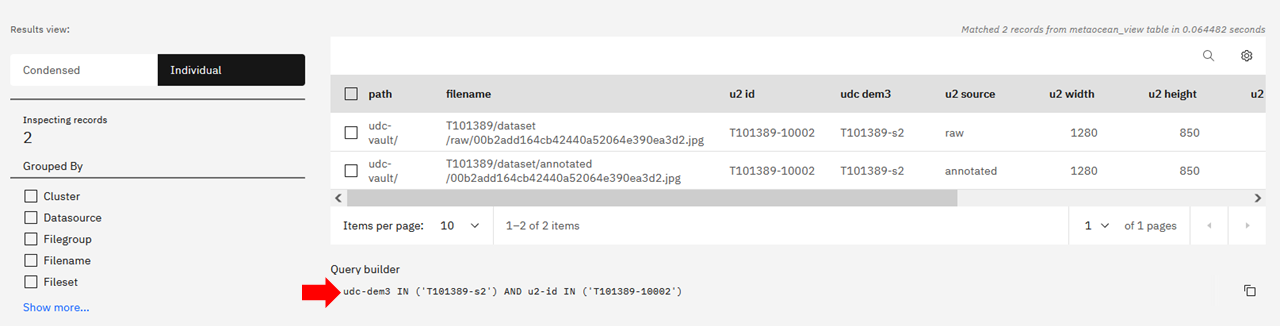 Results view:
Matched 2 records from metaocean_view table in 0.064482 seconds
Condensed
Individual
Inspecting records
2
Grouped By
Cluster
Datasource
Filegroup
Filename
Fileset
Show more...
path filename u2 id udc dem3 u2 source u2 width u2 height u2
udc-
vault/
T101389/dataset
/raw/00b2add164cb42440a52064e390ea3d2.jpg
T101389-10002 T101389-s2 raw 1280 850
udc-
vault/
T101389/dataset/annotated
/00b2add164cb42440a52064e390ea3d2.jpg
T101389-10002 T101389-s2 annotated 1280 850
Items per page: 10 1–2 of 2 items 1 of 1 pages
Query builder
udc-dem3 IN ('T101389-s2') AND u2-id IN ('T101389-10002')